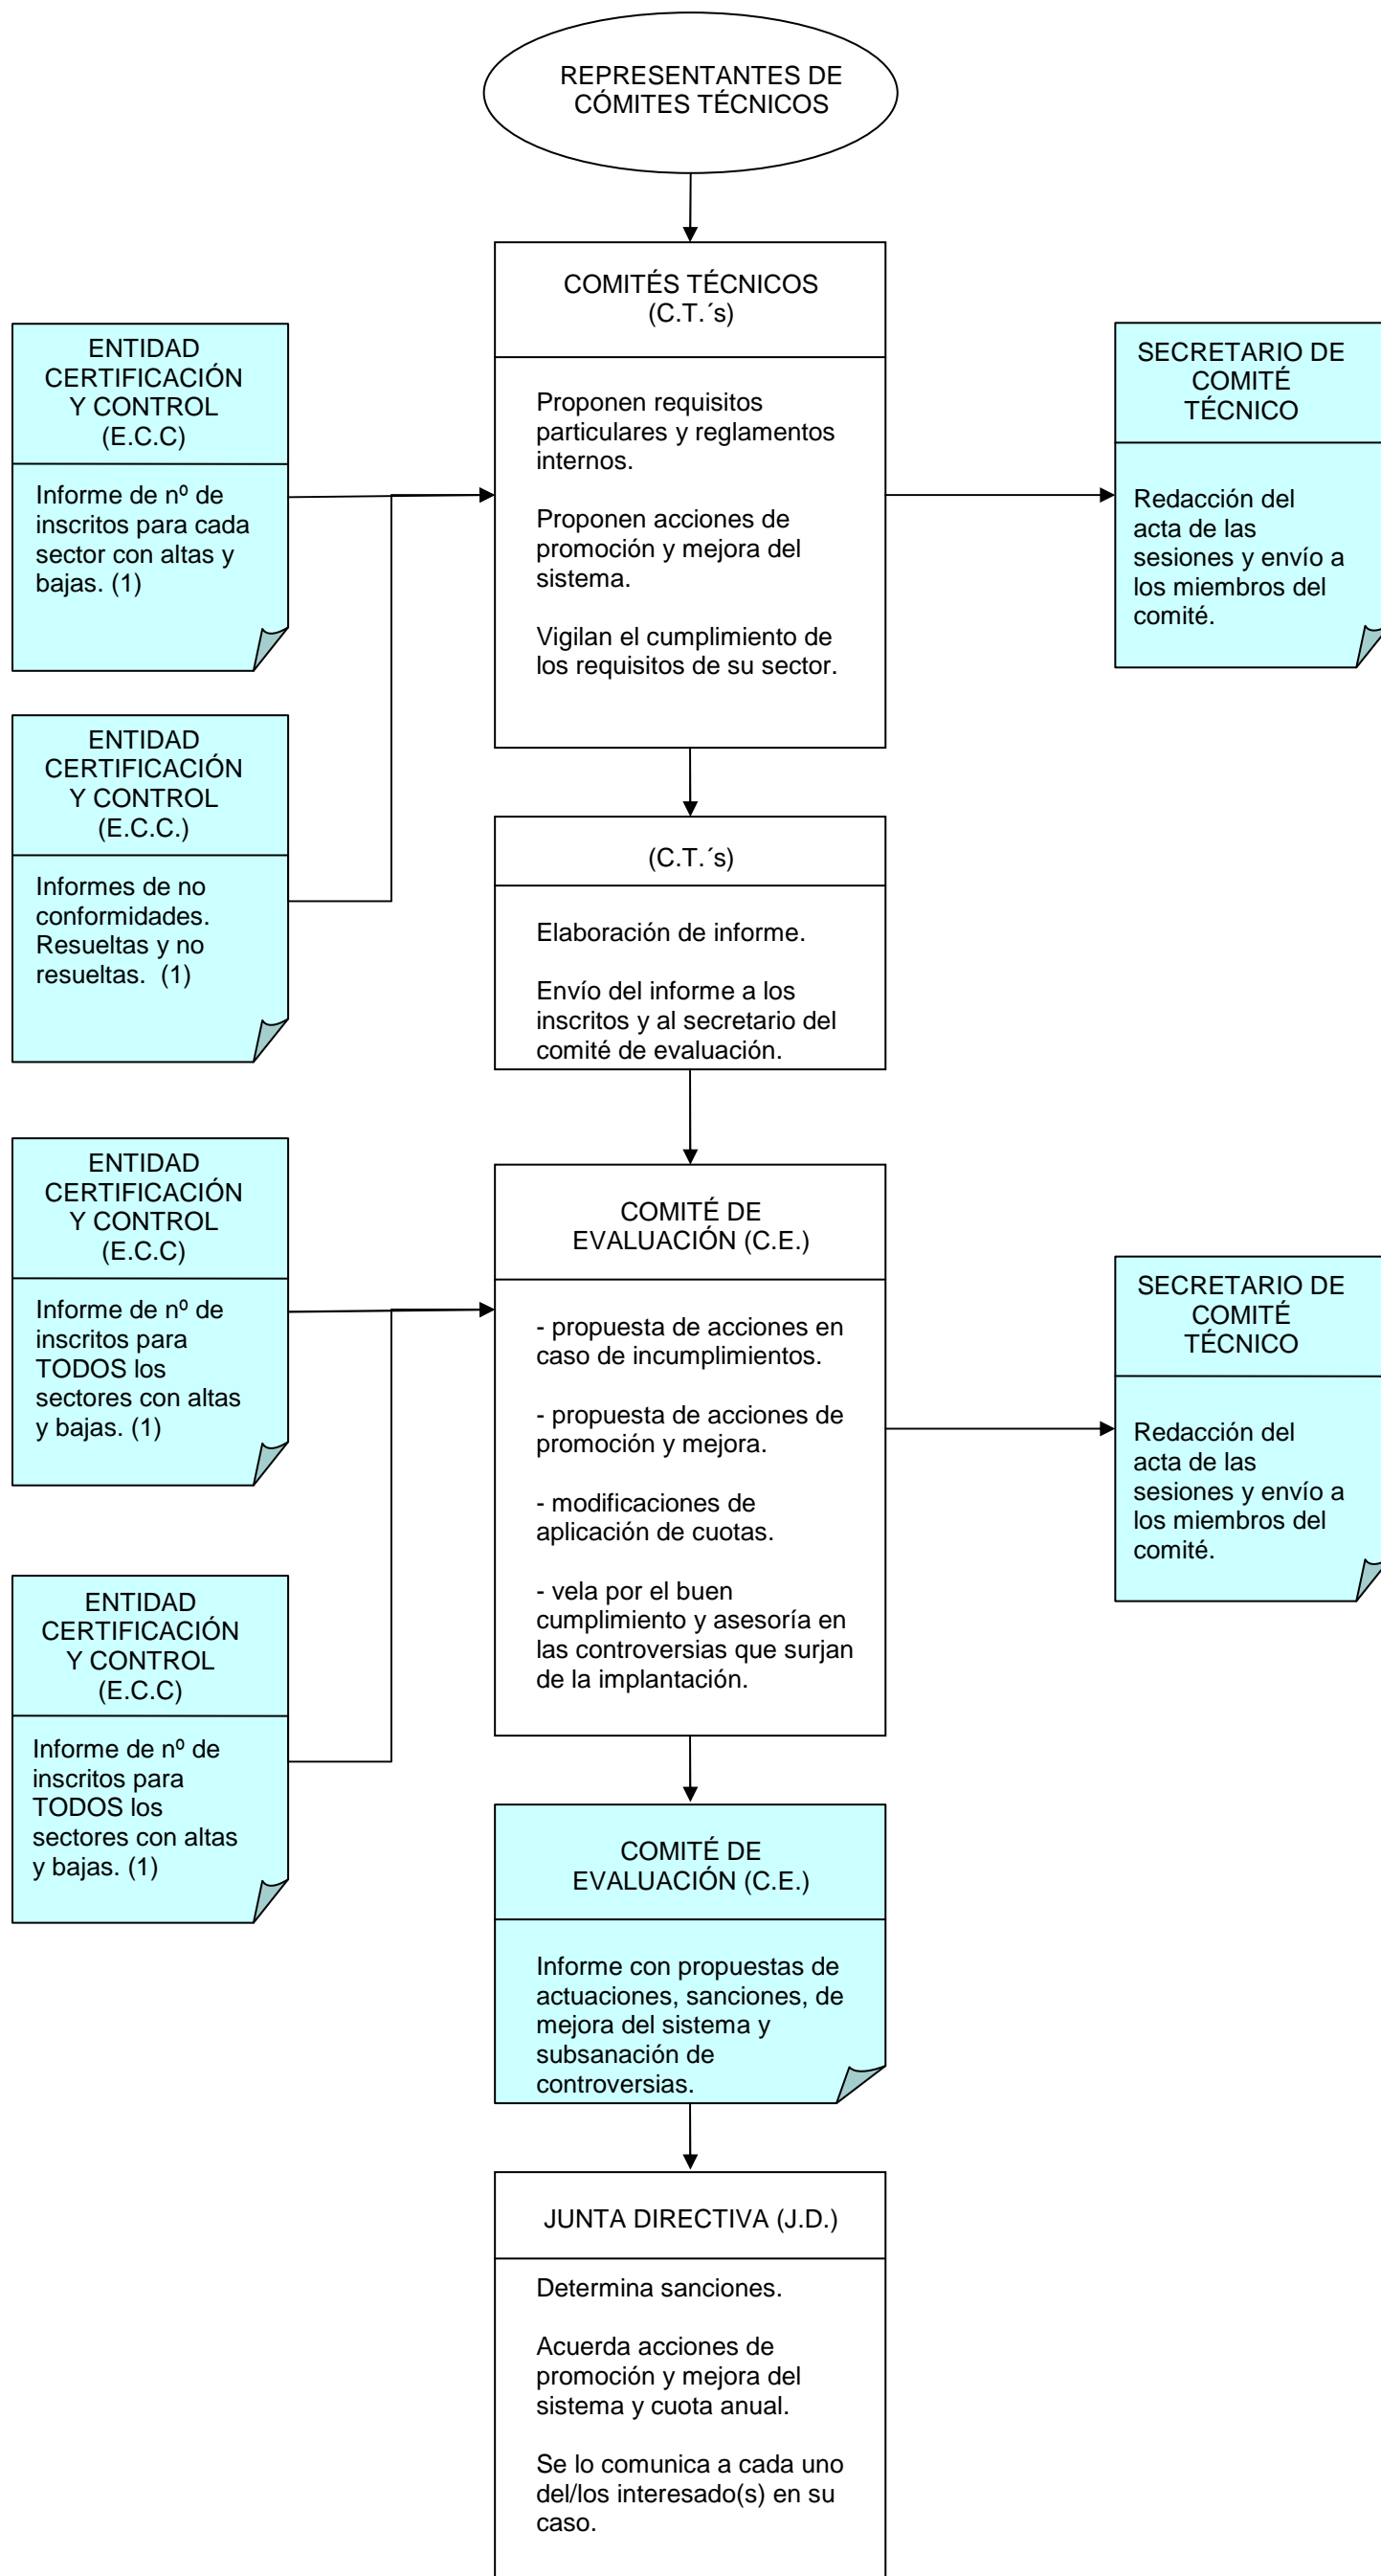 REPRESENTANTES DE
CÓMITES TÉCNICOS
COMITÉS TÉCNICOS
(C.T.´s)
Proponen requisitos
particulares y reglamentos
internos.
Proponen acciones de
promoción y mejora del
sistema.
Vigilan el cumplimiento de
los requisitos de su sector.
ENTIDAD
CERTIFICACIÓN
Y CONTROL
(E.C.C)
Informe de nº de
inscritos para cada
sector con altas y
bajas. (1)
SECRETARIO DE
COMITÉ
TÉCNICO
Redacción del
acta de las
sesiones y envío a
los miembros del
comité.
ENTIDAD
CERTIFICACIÓN
Y CONTROL
(E.C.C.)
Informes de no
conformidades.
Resueltas y no
resueltas.  (1)
(C.T.´s)
Elaboración de informe.
Envío del informe a los
inscritos y al secretario del
comité de evaluación.
ENTIDAD
CERTIFICACIÓN
Y CONTROL
(E.C.C)
Informe de nº de
inscritos para
TODOS los
sectores con altas
y bajas. (1)
COMITÉ DE
EVALUACIÓN (C.E.)
- propuesta de acciones en
caso de incumplimientos.
- propuesta de acciones de
promoción y mejora.
- modificaciones de
aplicación de cuotas.
- vela por el buen
cumplimiento y asesoría en
las controversias que surjan
de la implantación.
SECRETARIO DE
COMITÉ
TÉCNICO
Redacción del
acta de las
sesiones y envío a
los miembros del
comité.
ENTIDAD
CERTIFICACIÓN
Y CONTROL
(E.C.C)
Informe de nº de
inscritos para
TODOS los
sectores con altas
y bajas. (1)
COMITÉ DE
EVALUACIÓN (C.E.)
Informe con propuestas de
actuaciones, sanciones, de
mejora del sistema y
subsanación de
controversias.
JUNTA DIRECTIVA (J.D.)
Determina sanciones.
Acuerda acciones de
promoción y mejora del
sistema y cuota anual.
Se lo comunica a cada uno
del/los interesado(s) en su
caso.